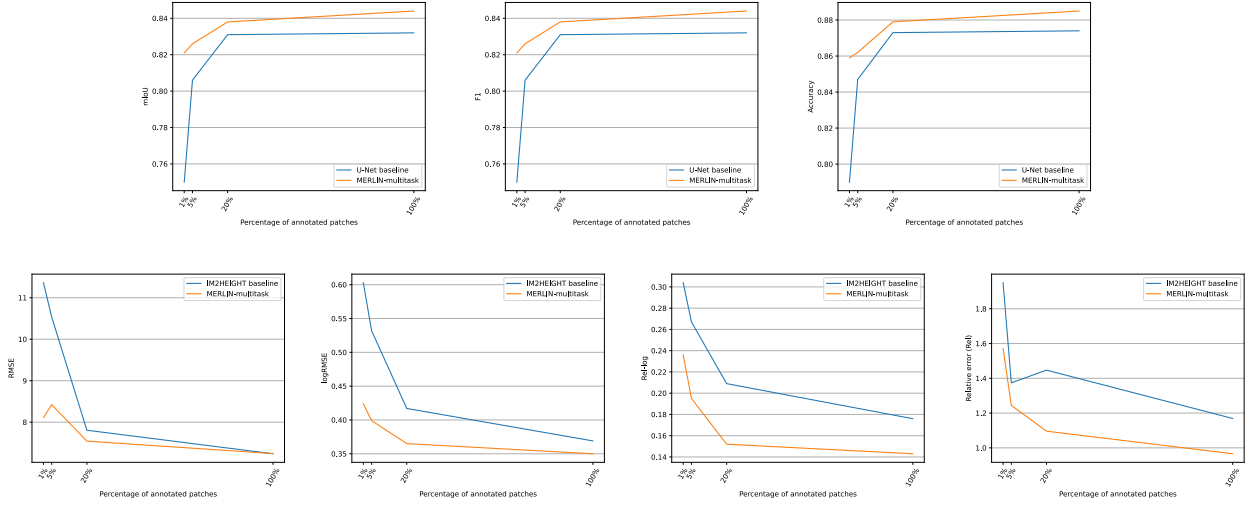 0.84
0.82
0.80
0.78
0.76
mIoU
1%
5%
20%
100%
Percentage of annotated patches
U-Net baseline
MERLIN-multitask
0.84
0.82
0.80
0.78
0.76
F1
1%
5%
20%
100%
Percentage of annotated patches
U-Net baseline
MERLIN-multitask
0.88
0.86
0.84
0.82
0.80
Accuracy
1%
5%
20%
100%
Percentage of annotated patches
U-Net baseline
MERLIN-multitask
11
10
9
8
RMSE
1%
5%
20%
100%
Percentage of annotated patches
IM2HEIGHT baseline
MERLIN-multitask
0.60
0.55
0.50
0.45
0.40
0.35
logRMSE
1%
5%
20%
100%
Percentage of annotated patches
IM2HEIGHT baseline
MERLIN-multitask
0.30
0.28
0.26
0.24
0.22
0.20
0.18
0.16
0.14
Rel-log
1%
5%
20%
100%
Percentage of annotated patches
IM2HEIGHT baseline
MERLIN-multitask
1.8
1.6
1.4
1.2
1.0
Relative error (Rel)
1%
5%
20%
100%
Percentage of annotated patches
IM2HEIGHT baseline
MERLIN-multitask